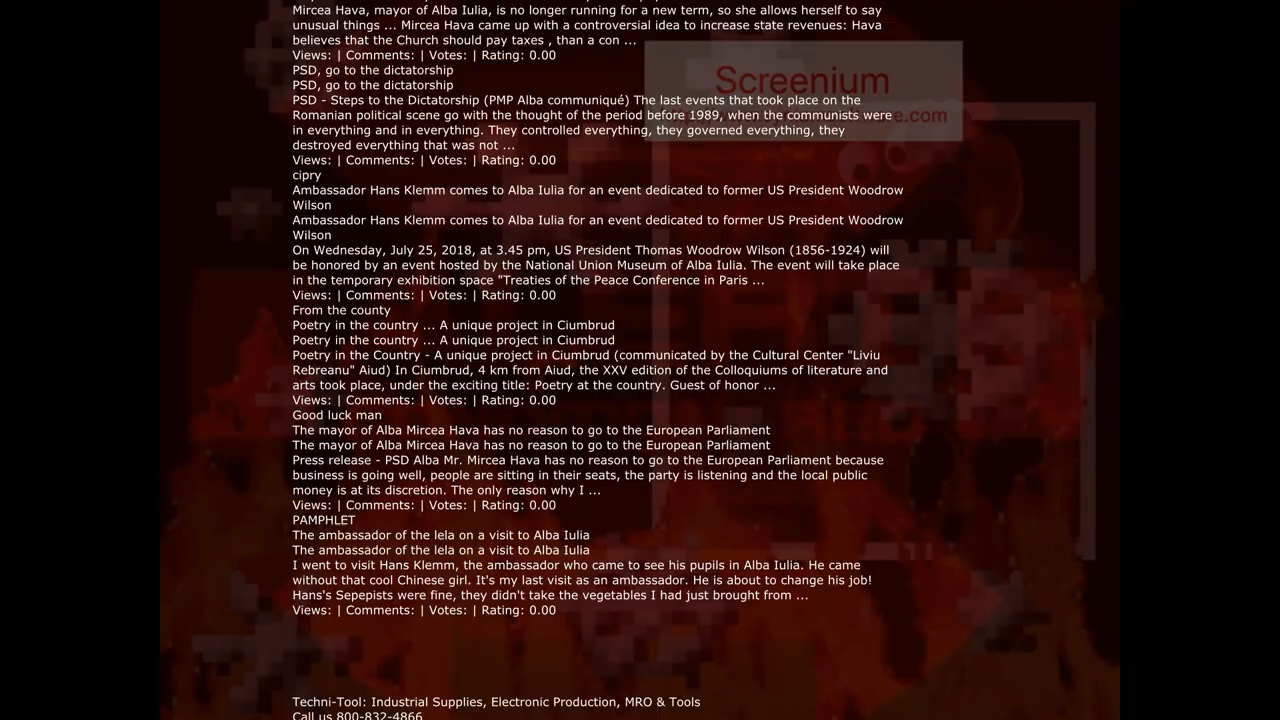 Mircea Hava, mayor of Alba Iulia, is no longer running for a new term, so she allows herself to say
unusual things ... Mircea Hava came up with a controversial idea to increase state revenues: Hava
believes that the Church should pay taxes , than a con ...
Views: | Comments: | Votes: | Rating: 0.00
PSD, go to the dictatorship
Screenium
PSD, go to the dictatorship
PSD - Steps to the Dictatorship (PMP Alba communiqué) The last events that took place on the
Romanian political scene go with the thought of the period before 1989, when the communists were
in everything and in everything. They controlled everything, they governed everything, they
destroyed everything that was not ...
Views: | Comments: | Votes: | Rating: 0.00
cipry
Ambassador Hans Klemm comes to Alba Iulia for an event dedicated to former US President Woodrow
Wilson
Ambassador Hans Klemm comes to Alba Iulia for an event dedicated to former US President Woodrow
Wilson
On Wednesday, July 25, 2018, at 3.45 pm, US President Thomas Woodrow Wilson (1856-1924) will
be honored by an event hosted by the National Union Museum of Alba Iulia. The event will take place
in the temporary exhibition space "Treaties of the Peace Conference in Paris ...
Views: | Comments: | Votes: | Rating: 0.00
From the county
Poetry in the country ... A unique project in Ciumbrud
Poetry in the country ... A unique project in Ciumbrud
Poetry in the Country - A unique project in Ciumbrud (communicated by the Cultural Center "Liviu
Rebreanu" Aiud) In Ciumbrud, 4 km from Aiud, the XXV edition of the Colloquiums of literature and
arts took place, under the exciting title: Poetry at the country. Guest of honor ...
Views: | Comments: | Votes: | Rating: 0.00
Good luck man
The mayor of Alba Mircea Hava has no reason to go to the European Parliament
The mayor of Alba Mircea Hava has no reason to go to the European Parliament
Press release - PSD Alba Mr. Mircea Hava has no reason to go to the European Parliament because
business is going well, people are sitting in their seats, the party is listening and the local public
money is at its discretion. The only reason why I ...
Views: | Comments: | Votes: | Rating: 0.00
PAMPHLET
The ambassador of the lela on a visit to Alba Iulia
The ambassador of the lela on a visit to Alba Iulia
I went to visit Hans Klemm, the ambassador who came to see his pupils in Alba Iulia. He came
without that cool Chinese girl. It's my last visit as an ambassador. He is about to change his job!
Hans's Sepepists were fine, they didn't take the vegetables I had just brought from ...
Views: | Comments: | Votes: | Rating: 0.00
Techni-Tool: Industrial Supplies, Electronic Production, MRO & Tools
Call us 800-832-4866